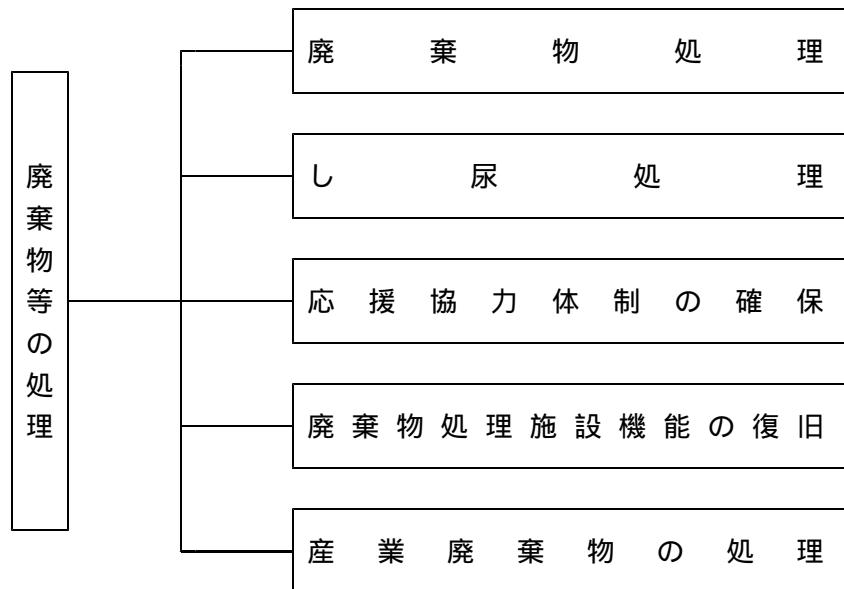 廃棄物等の処理
廃棄物処理
し尿処理
応援協力体制の確保
廃棄物処理施設機能の復旧
産業廃棄物の処理